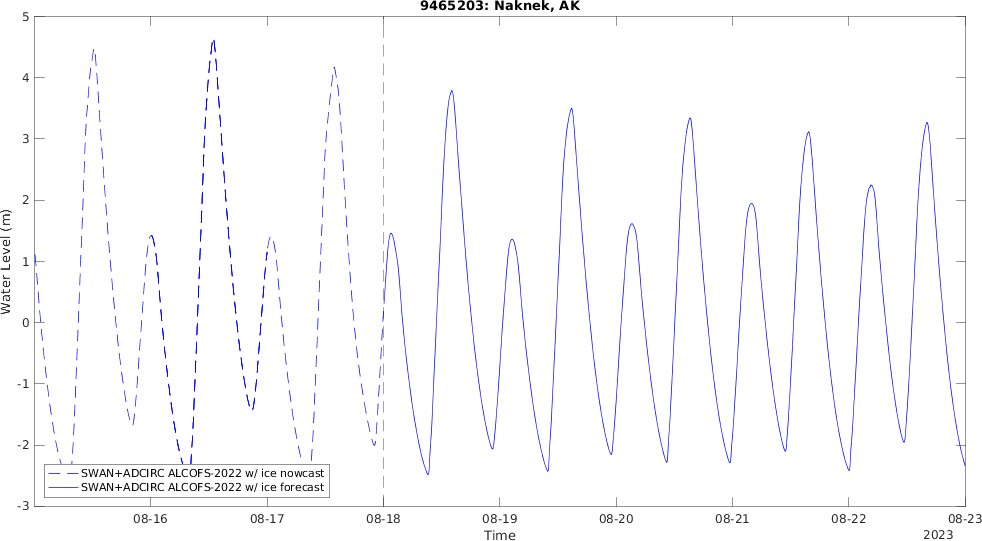 9465203: Naknek, AK
5
4
3
2
1
0
-1
-2
-3
Water Level (m)
SWAN+ADCIRC ALCOFS-2022 w/ ice nowcast
SWAN+ADCIRC ALCOFS-2022 w/ ice forecast
08-16 08-17 08-18 08-19 08-20 08-21 08-22 08-23
Time
2023